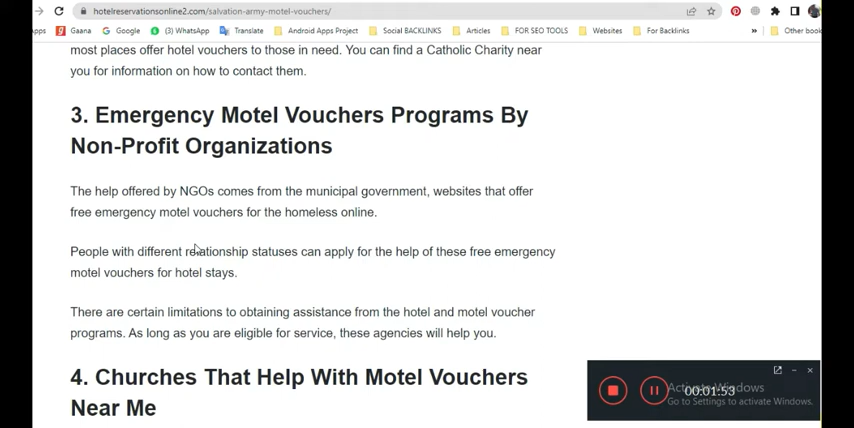 hotelreservationsonline2.com/salvation-army-motel-vouchers/
Apps Gaana Google (3) WhatsApp Translate Android Apps Project Social BACKLINKS Articles FOR SEO TOOLS Websites For Backlinks » Other book
most places offer hotel vouchers to those in need. You can find a Catholic Charity near
you for information on how to contact them.
3. Emergency Motel Vouchers Programs By
Non-Profit Organizations
The help offered by NGOs comes from the municipal government, websites that offer
free emergency motel vouchers for the homeless online.
People with different relationship statuses can apply for the help of these free emergency
motel vouchers for hotel stays.
There are certain limitations to obtaining assistance from the hotel and motel voucher
programs. As long as you are eligible for service, these agencies will help you.
4. Churches That Help With Motel Vouchers
Near Me
Activate Windows
00:01:53
Go to Settings to activate Windows.